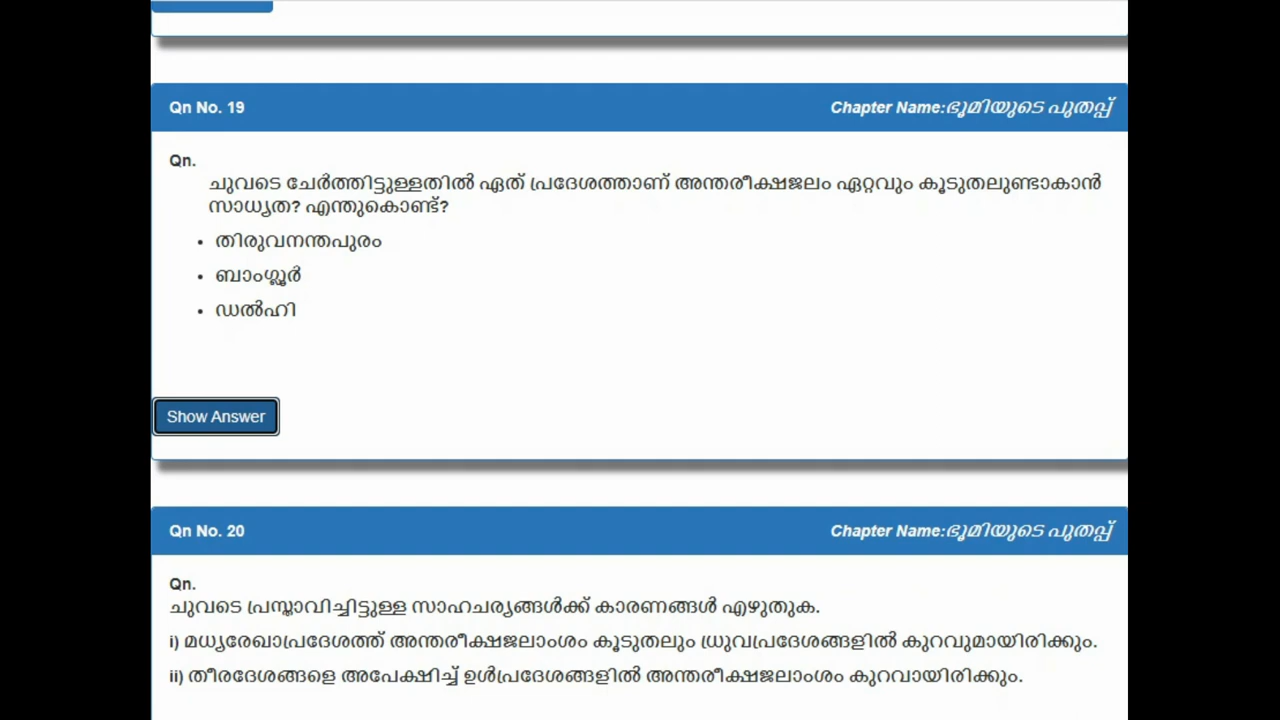 Qn No. 19
Chapter Name:ഭൂമിയുടെ പുതപ്പ്
Qn.
ചുവടെ ചേർത്തിട്ടുള്ളതിൽ ഏത് പ്രദേശത്താണ് അന്തരീക്ഷജലം ഏറ്റവും കൂടുതലുണ്ടാകാൻ
സാധ്യത? എന്തുകൊണ്ട്?
• തിരുവനന്തപുരം
• ബാംഗ്ലൂർ
• ഡൽഹി
Show Answer
Qn No. 20
Chapter Name:ഭൂമിയുടെ പുതപ്പ്
Qn.
ചുവടെ പ്രസ്താവിച്ചിട്ടുള്ള സാഹചര്യങ്ങൾക്ക് കാരണങ്ങൾ എഴുതുക.
i) മധ്യരേഖാപ്രദേശത്ത് അന്തരീക്ഷജലാംശം കൂടുതലും ധ്രുവപ്രദേശങ്ങളിൽ കുറവുമായിരിക്കും.
ii) തീരദേശങ്ങളെ അപേക്ഷിച്ച് ഉൾപ്രദേശങ്ങളിൽ അന്തരീക്ഷജലാംശം കുറവായിരിക്കും.